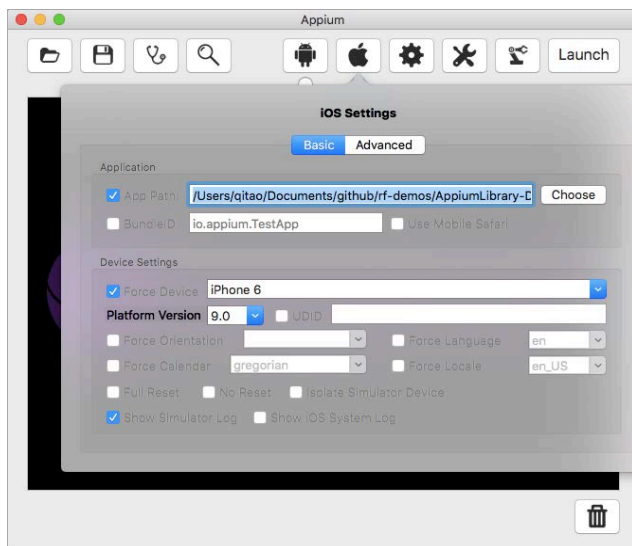 Appium
Launch
iOS Settings
Basic Advanced
Application
App Path: /Users/qitao/Documents/github/rf-demos/AppiumLibrary-D Choose
BundleID io.appium.TestApp Use Mobile Safari
Device Settings
Force Device iPhone 6
Platform Version 9.0 UDID
Force Orientation Force Language en
Force Calendar gregorian Force Locale en_US
Full Reset No Reset Isolate Simulator Device
Show Simulator Log Show iOS System Log